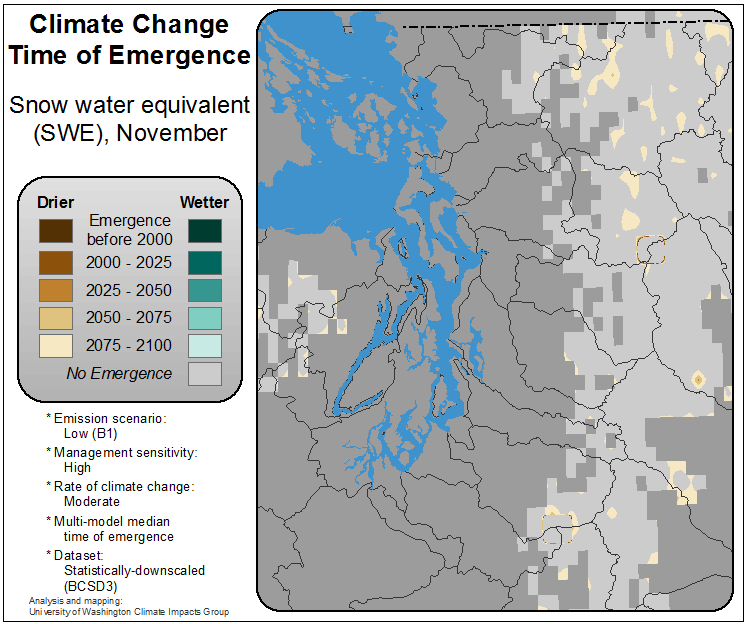 Climate Change
Time of Emergence
Snow water equivalent
(SWE), November
Drier Wetter
Emergence
before 2000
2000 - 2025
2025 - 2050
2050 - 2075
2075 - 2100
No Emergence
* Emission scenario:
Low (B1)
* Management sensitivity:
High
* Rate of climate change:
Moderate
* Multi-model median
time of emergence
* Dataset:
Statistically-downscaled
(BCSD3)
Analysis and mapping:
University of Washington Climate Impacts Group